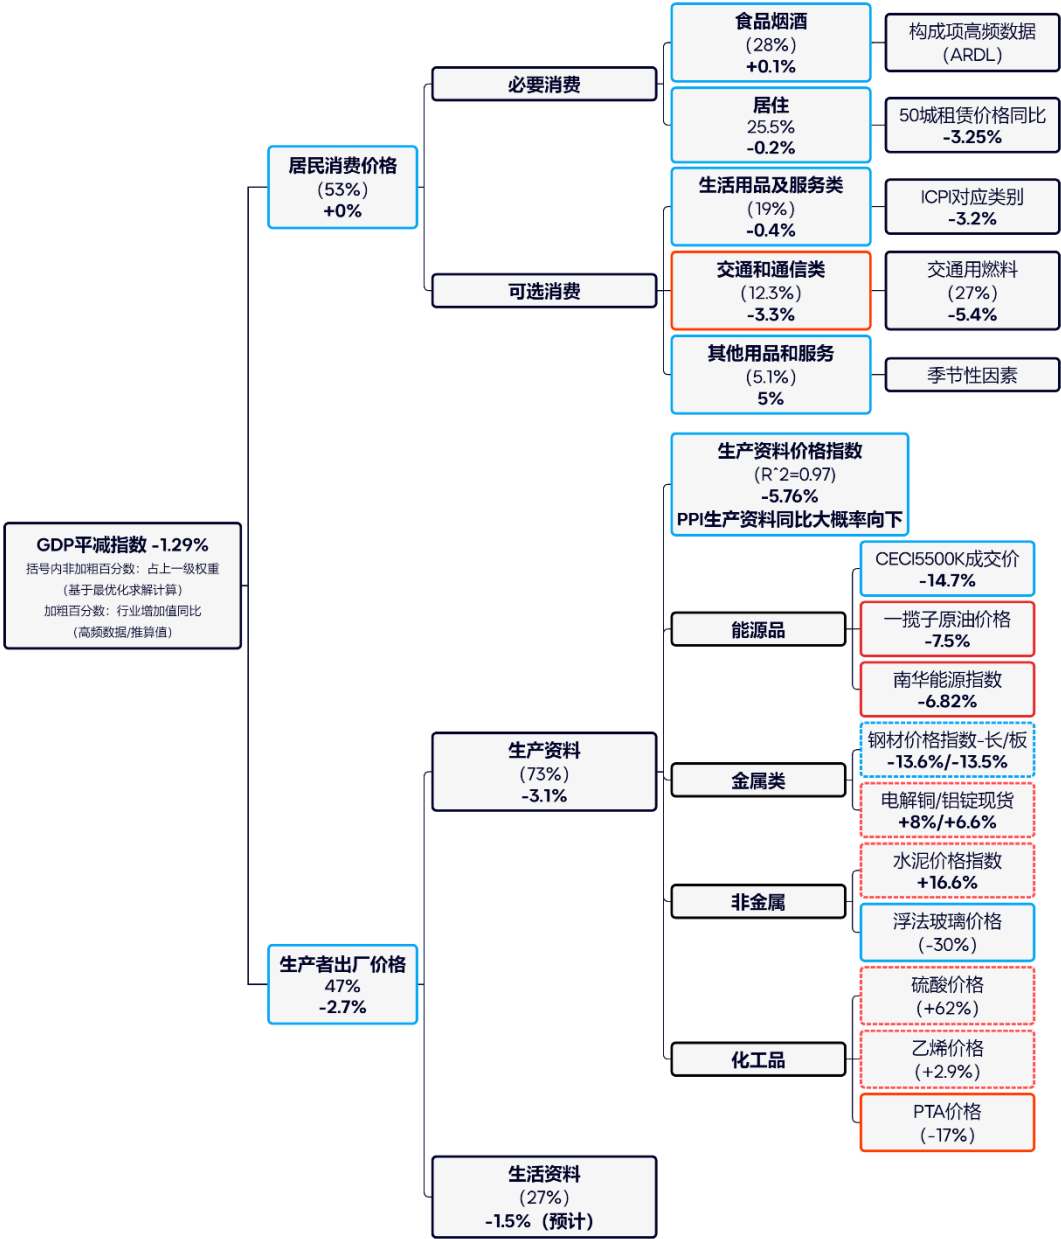 GDP平减指数 -1.29%
括号内非加粗百分数：占上一级权重
(基于最优化求解计算)
加粗百分数：行业增加值同比
(高频数据/推算值)
居民消费价格
(53%)
+0%
必要消费
食品烟酒
(28%)
+0.1%
构成项高频数据
(ARDL)
居住
25.5%
-0.2%
50城租赁价格同比
-3.25%
可选消费
生活用品及服务类
(19%)
-0.4%
ICPI对应类别
-3.2%
交通和通信类
(12.3%)
-3.3%
交通用燃料
(27%)
-5.4%
其他用品和服务
(5.1%)
5%
季节性因素
生产者出厂价格
47%
-2.7%
生产资料
(73%)
-3.1%
生产资料价格指数
(R^2=0.97)
-5.76%
PPI生产资料同比大概率向下
能源品
CECI5500K成交价
-14.7%
一揽子原油价格
-7.5%
南华能源指数
-6.82%
金属类
钢材价格指数-长/板
-13.6%/-13.5%
电解铜/铝锭现货
+8%/+6.6%
非金属
水泥价格指数
+16.6%
浮法玻璃价格
(-30%)
化工品
硫酸价格
(+62%)
乙烯价格
(+2.9%)
PTA价格
(-17%)
生活资料
(27%)
-1.5%（预计）